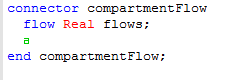 connector compartmentFlow
flow Real flows;
a
end compartmentFlow;